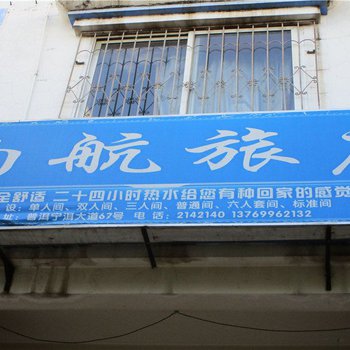 航旅
舒适 二十四小时热水给您有种回家的感觉
设：单人间、双人间、三人间、普通间、六人套间、标准间
址：普洱宁洱大道67号 电话：2142140 13769962132